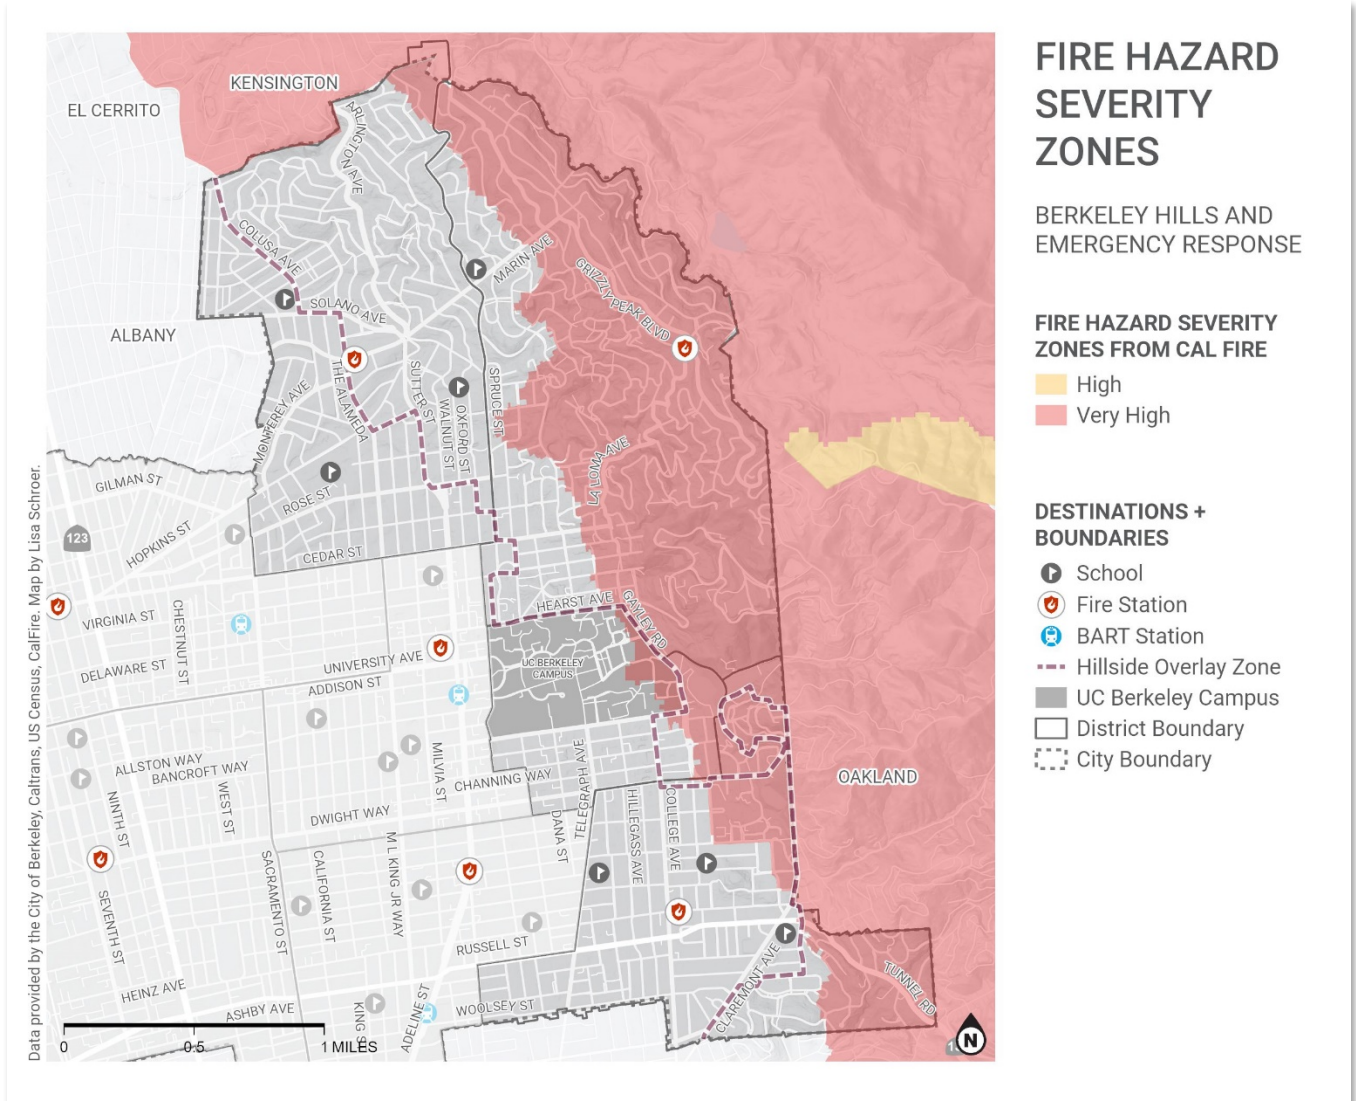 FIRE HAZARD
SEVERITY
ZONES
BERKELEY HILLS AND
EMERGENCY RESPONSE
FIRE HAZARD SEVERITY
ZONES FROM CAL FIRE
High
Very High
DESTINATIONS +
BOUNDARIES
School
Fire Station
BART Station
Hillside Overlay Zone
UC Berkeley Campus
District Boundary
City Boundary
KENSINGTON
EL CERRITO
ARLINGTON AVE
COLUSA AVE
MARIN AVE
SOLANO AVE
GRIZZLY PEAK BLVD
ALBANY
THE ALAMEDA
SUTTER ST
SPRUCE ST
MONTEREY AVE
OXFORD ST
WALNUT ST
LA LOMA AVE
GILMAN ST
ROSE ST
HOPKINS ST
123
CEDAR ST
HEARST AVE
GAYLEY RD
VIRGINIA ST
CHESTNUT ST
DELAWARE ST
UNIVERSITY AVE
ADDISON ST
UC BERKELEY
CAMPUS
ALLSTON WAY
BANCROFT WAY
MILVIA ST
CHANNING WAY
TELEGRAPH AVE
OAKLAND
NINTH ST
WEST ST
DWIGHT WAY
DANA ST
HILLEGASS AVE
COLLEGE AVE
SACRAMENTO ST
CALIFORNIA ST
M L KING JR WAY
SEVENTH ST
RUSSELL ST
CLAREMONT AVE
TUNNEL RD
HEINZ AVE
ASHBY AVE
KING S
ADELINE ST
WOOLSEY ST
0 0.5 1 MILES
N
Data provided by the City of Berkeley, Caltrans, US Census, CalFire. Map by Lisa Schroer.